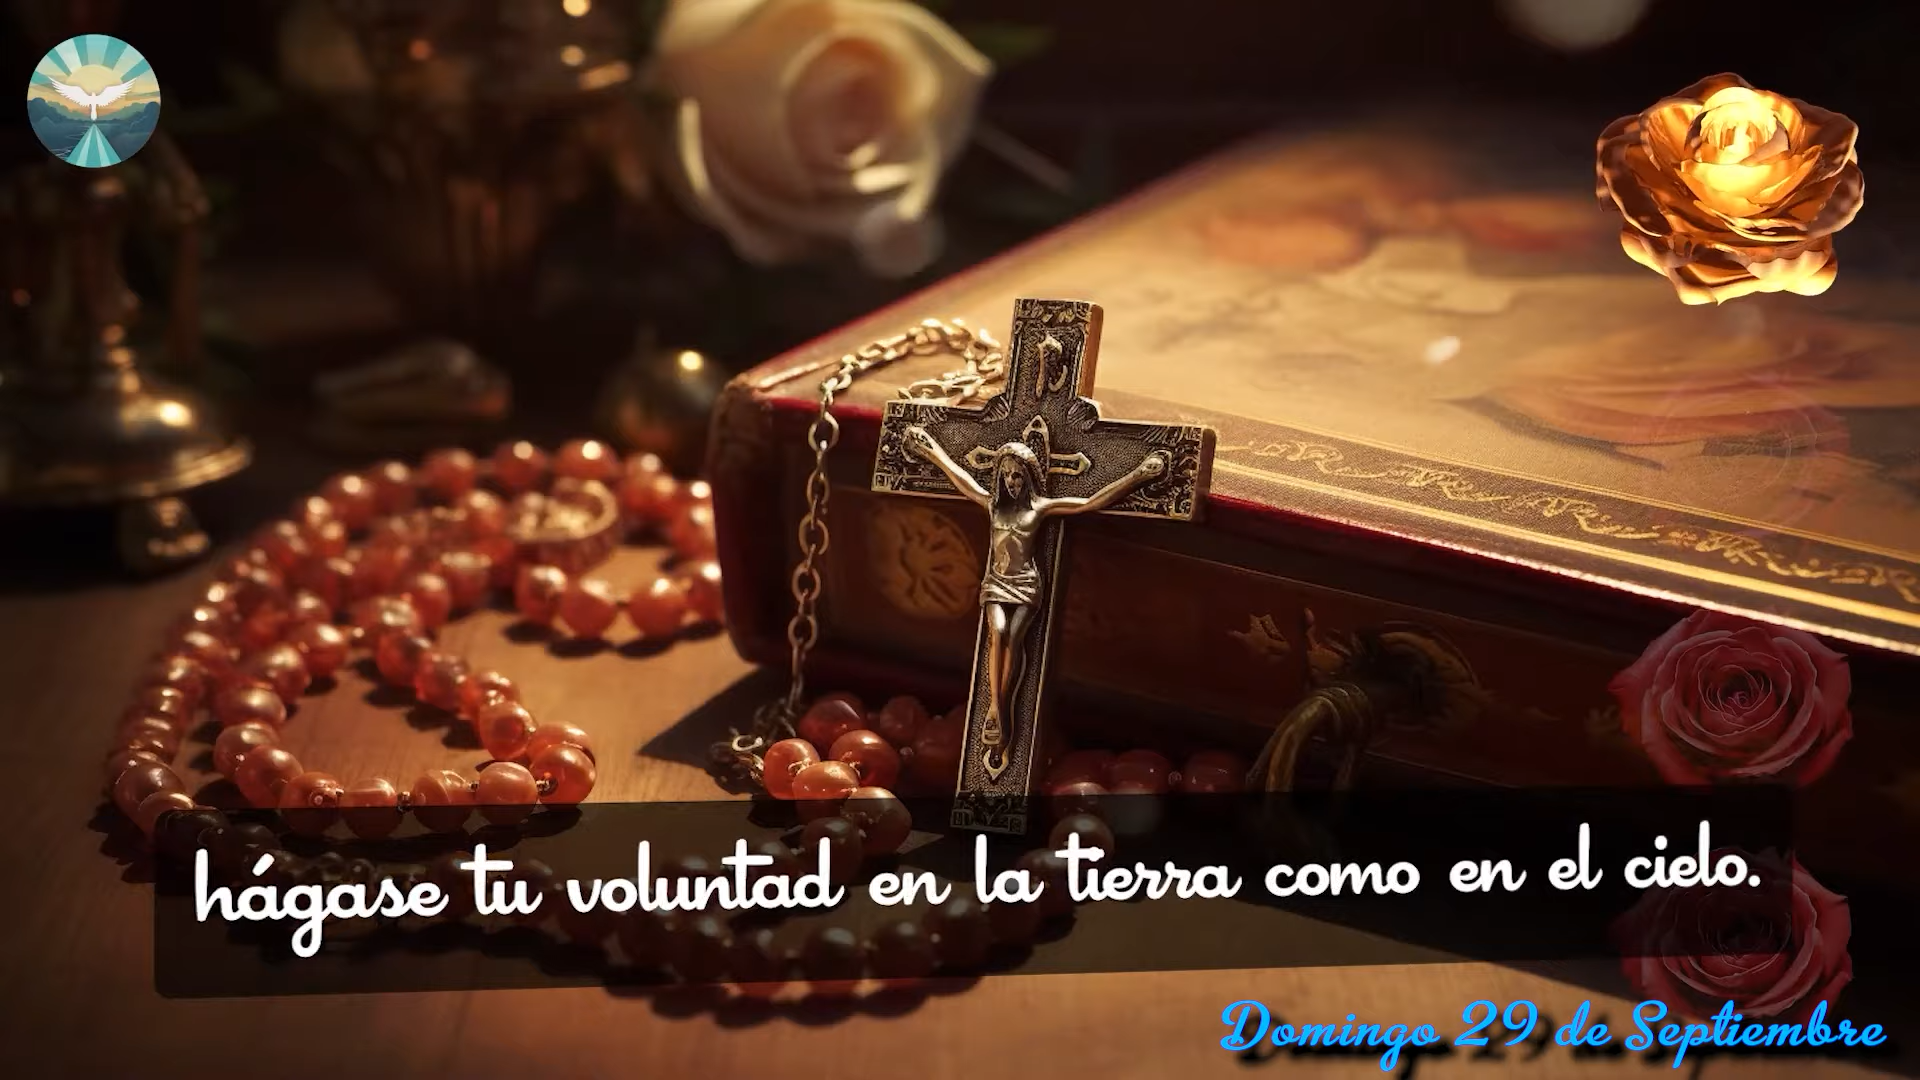 hágase tu voluntad en la tierra como en el cielo.
Domingo 29 de Septiembre